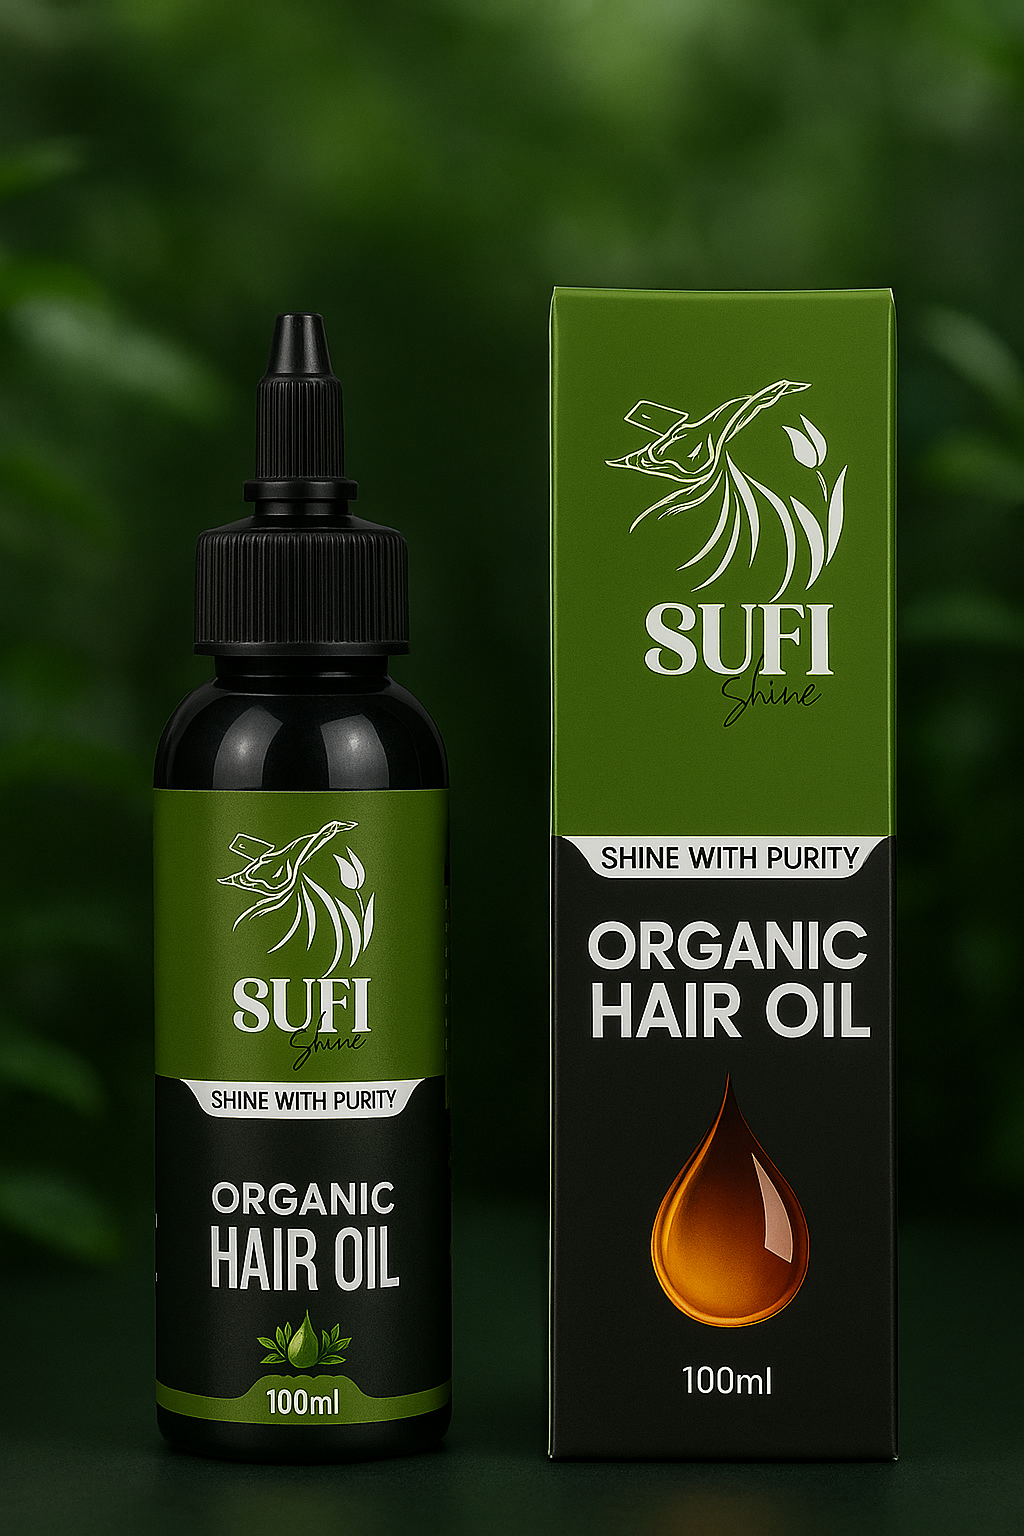 SUFI
Shine
SHINE WITH PURITY
ORGANIC
HAIR OIL
100ml
SUFI
Shine
SHINE WITH PURITY
ORGANIC
HAIR OIL
100ml